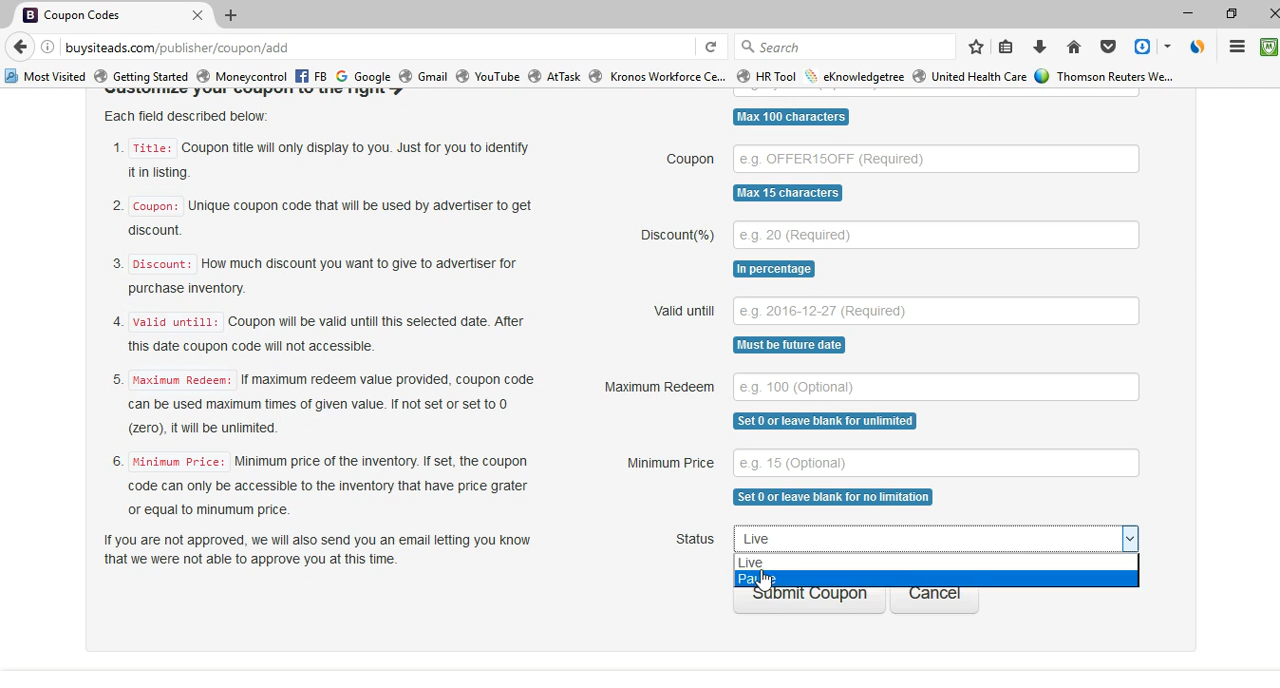 Coupon Codes
buysiteads.com/publisher/coupon/add
Search
Most Visited Getting Started Moneycontrol FB Google Gmail YouTube AtTask Kronos Workforce Ce... HR Tool eKnowledgetree United Health Care Thomson Reuters We...
Customize your coupon to the right
Each field described below:
1. Title: Coupon title will only display to you. Just for you to identify
it in listing.
2. Coupon: Unique coupon code that will be used by advertiser to get
discount.
3. Discount: How much discount you want to give to advertiser for
purchase inventory.
4. Valid untill: Coupon will be valid untill this selected date. After
this date coupon code will not accessible.
5. Maximum Redeem: If maximum redeem value provided, coupon code
can be used maximum times of given value. If not set or set to 0
(zero), it will be unlimited.
6. Minimum Price: Minimum price of the inventory. If set, the coupon
code can only be accessible to the inventory that have price grater
or equal to minumum price.
If you are not approved, we will also send you an email letting you know
that we were not able to approve you at this time.
Max 100 characters
Coupon e.g. OFFER15OFF (Required)
Max 15 characters
Discount(%) e.g. 20 (Required)
In percentage
Valid untill e.g. 2016-12-27 (Required)
Must be future date
Maximum Redeem e.g. 100 (Optional)
Set 0 or leave blank for unlimited
Minimum Price e.g. 15 (Optional)
Set 0 or leave blank for no limitation
Status Live
Live
Pause
Submit Coupon Cancel